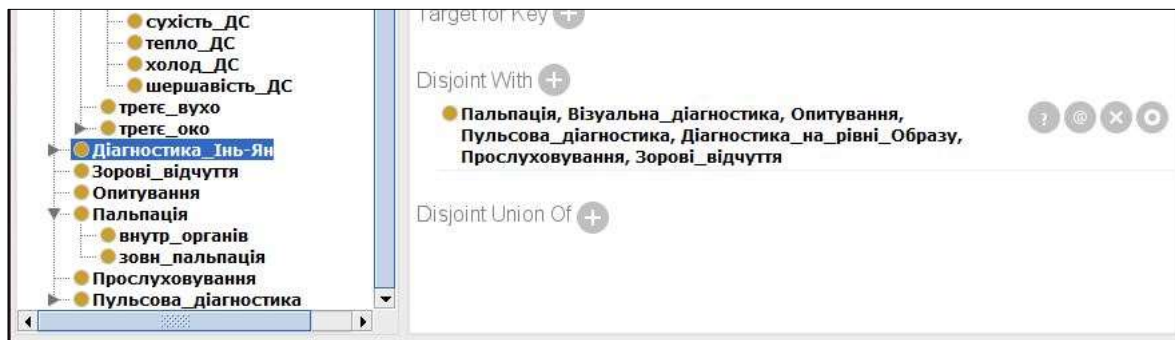 сухість_ДС
тепло_ДС
холод_ДС
шершавість_ДС
третє_вухо
третє_око
Діагностика_Інь-Ян
Зорові_відчуття
Опитування
Пальпація
внутр_органів
зовн_пальпація
Прослуховування
Пульсова_діагностика
Target for Key
Disjoint With
Пальпація, Візуальна_діагностика, Опитування,
Пульсова_діагностика, Діагностика_на_рівні_Образу,
Прослуховування, Зорові_відчуття
Disjoint Union Of